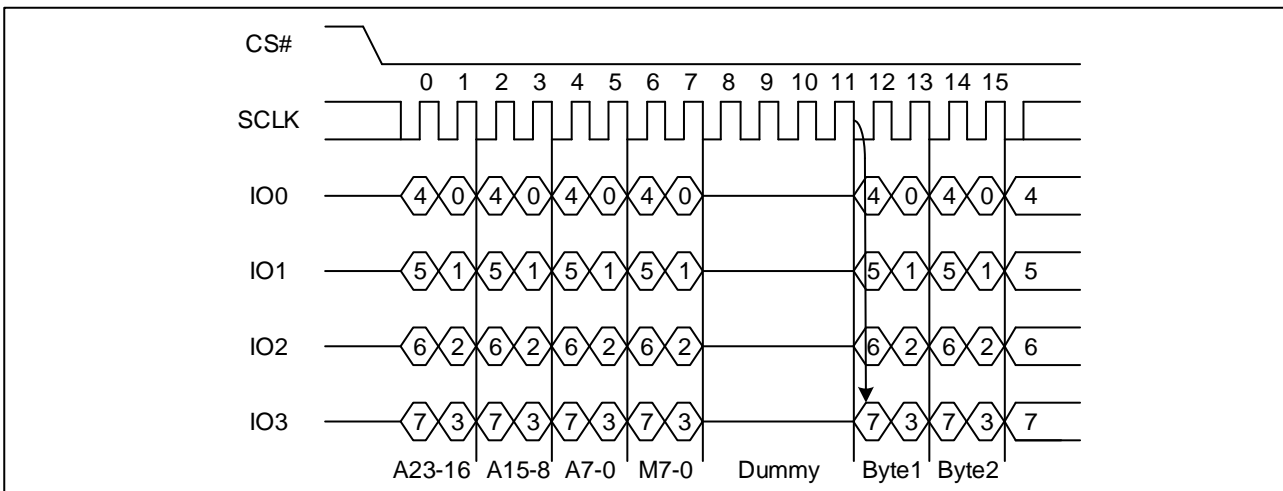 CS#
0 1 2 3 4 5 6 7 8 9 10 11 12 13 14 15
SCLK
IO0 4 0 4 0 4 0 4 0 4 0 4 0 4
IO1 5 1 5 1 5 1 5 1 5 1 5 1 5
IO2 6 2 6 2 6 2 6 2 6 2 6 2 6
IO3 7 3 7 3 7 3 7 3 7 3 7 3 7
A23-16 A15-8 A7-0 M7-0 Dummy Byte1 Byte2